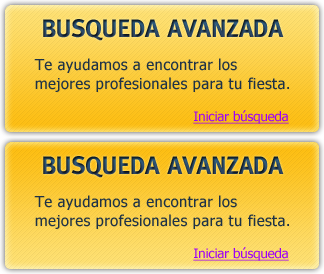 BUSQUEDA AVANZADA
Te ayudamos a encontrar los
mejores profesionales para tu fiesta.
Iniciar búsqueda
BUSQUEDA AVANZADA
Te ayudamos a encontrar los
mejores profesionales para tu fiesta.
Iniciar búsqueda